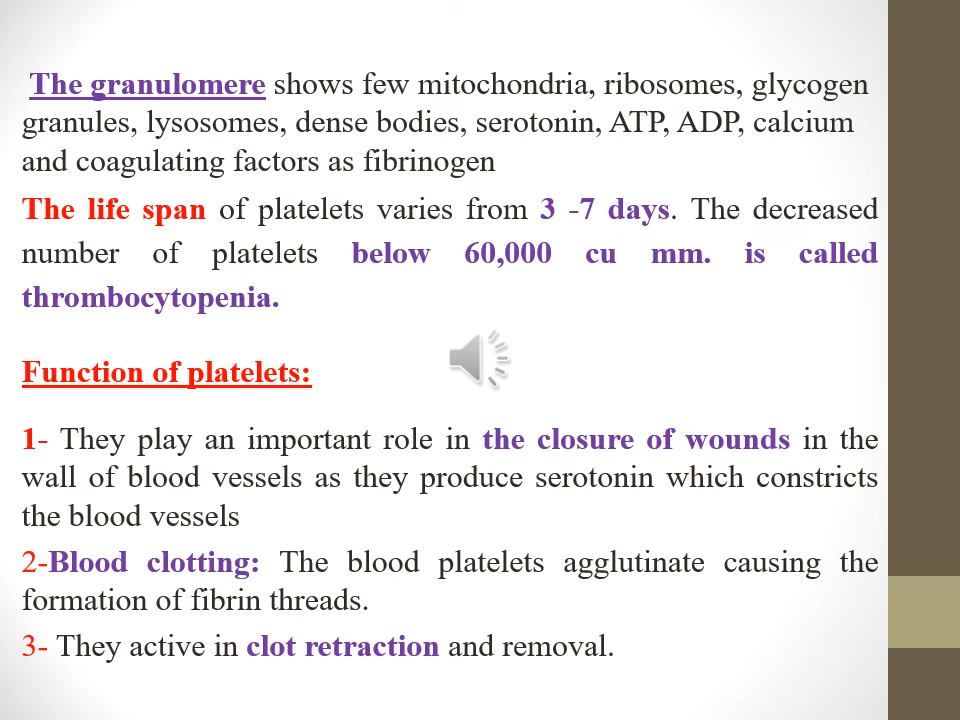 The granulomere shows few mitochondria, ribosomes, glycogen
granules, lysosomes, dense bodies, serotonin, ATP, ADP, calcium
and coagulating factors as fibrinogen
The life span of platelets varies from 3 -7 days. The decreased
number of platelets below 60,000 cu mm. is called
thrombocytopenia.
Function of platelets:
1- They play an important role in the closure of wounds in the
wall of blood vessels as they produce serotonin which constricts
the blood vessels
2-Blood clotting: The blood platelets agglutinate causing the
formation of fibrin threads.
3- They active in clot retraction and removal.